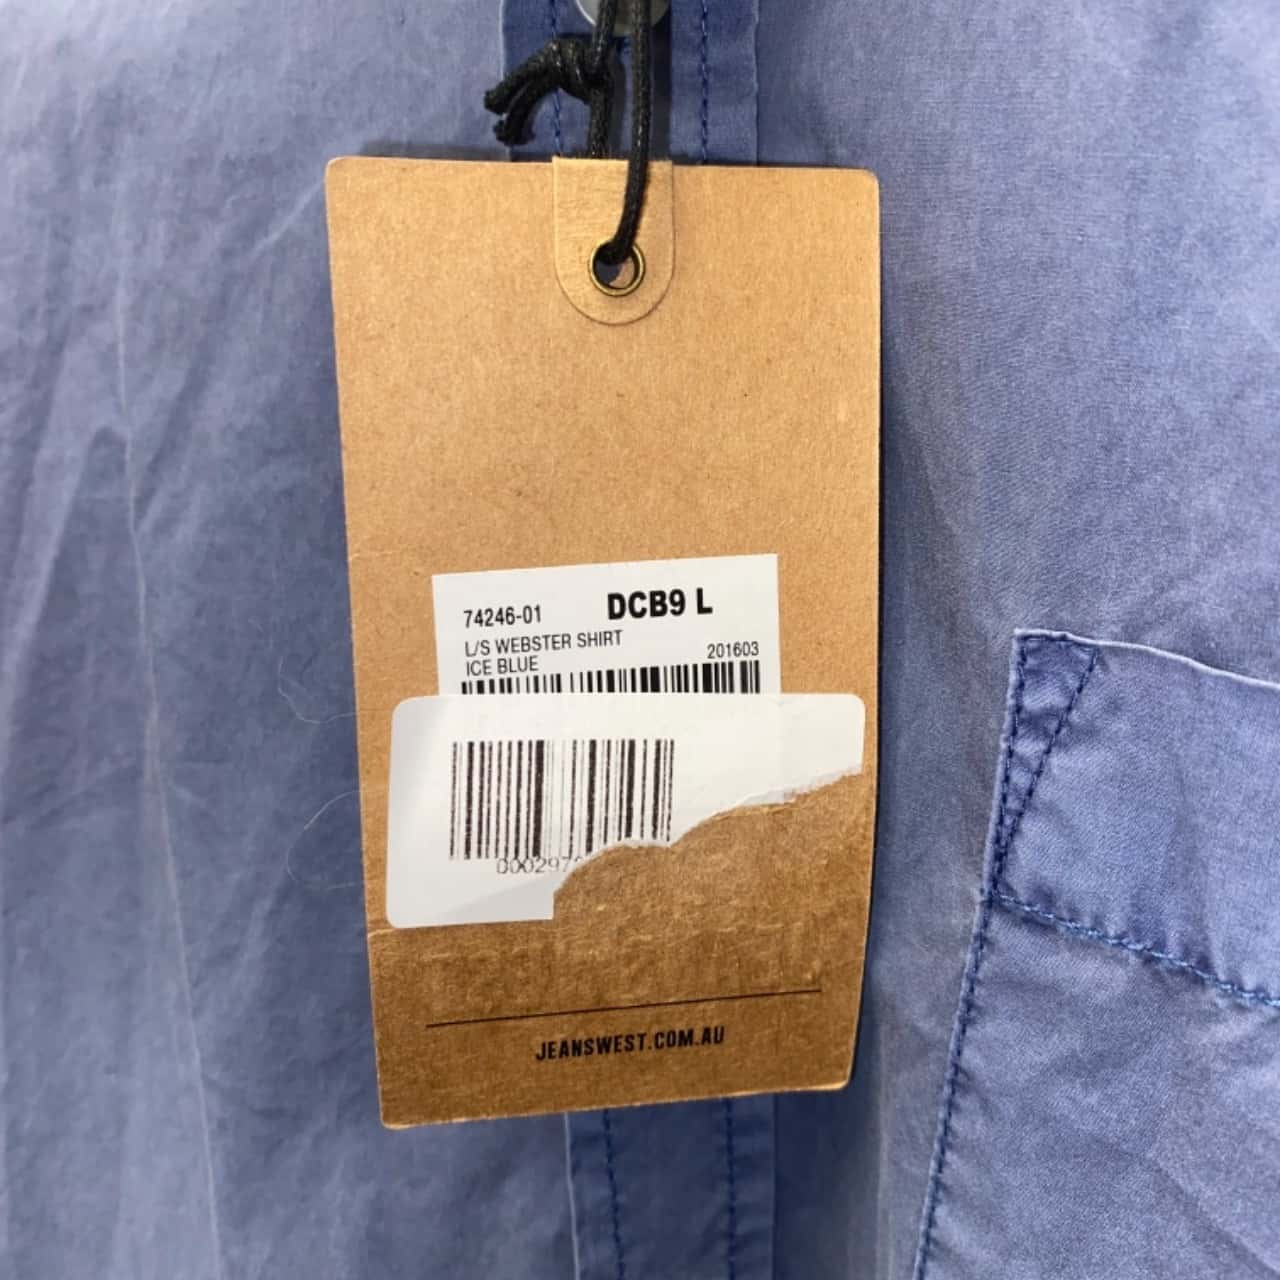 74246-01 DCB9 L
L/S WEBSTER SHIRT
ICE BLUE 201603
JEANSWEST.COM.AU